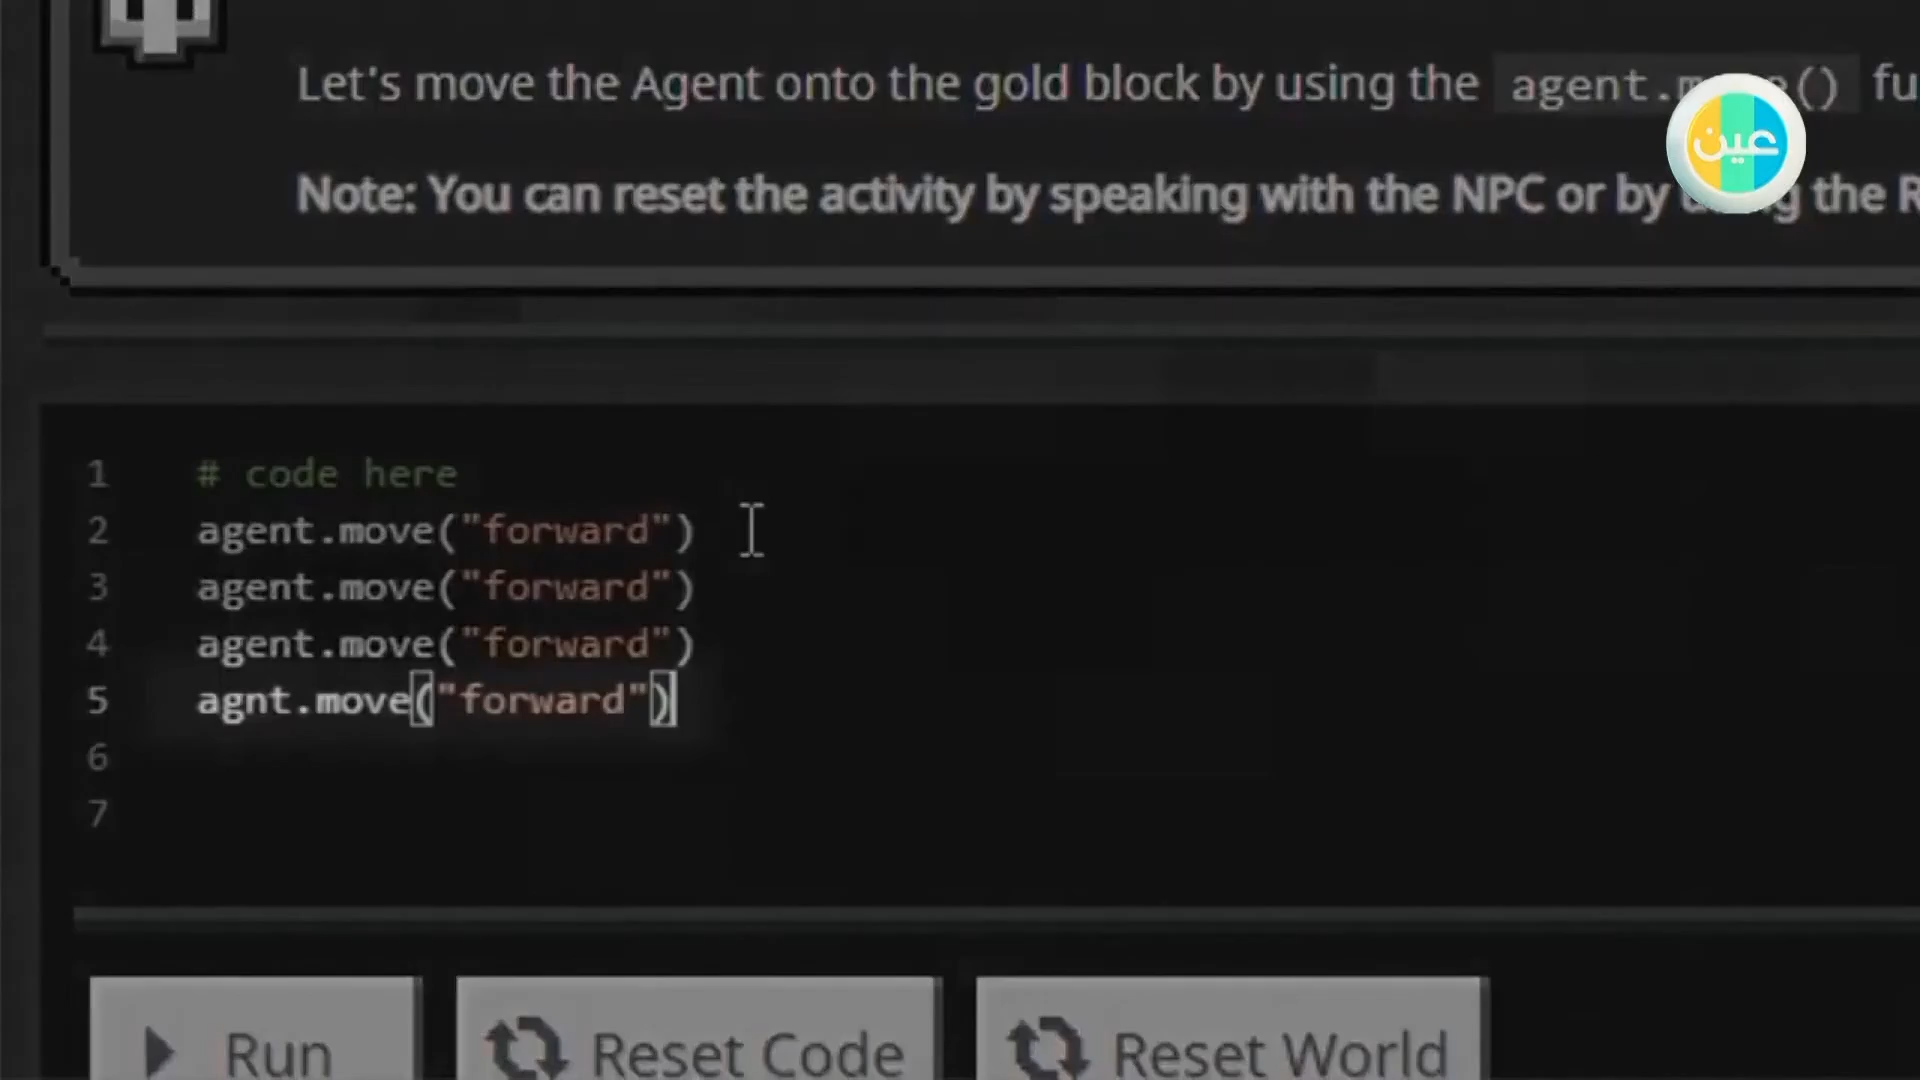 Let's move the Agent onto the gold block by using the agent.m e() fu
عين
Note: You can reset the activity by speaking with the NPC or by the R
1 # code here
2 agent.move("forward")
3 agent.move("forward")
4 agent.move("forward")
5 agnt.move("forward")
6
7
Run Reset Code Reset World